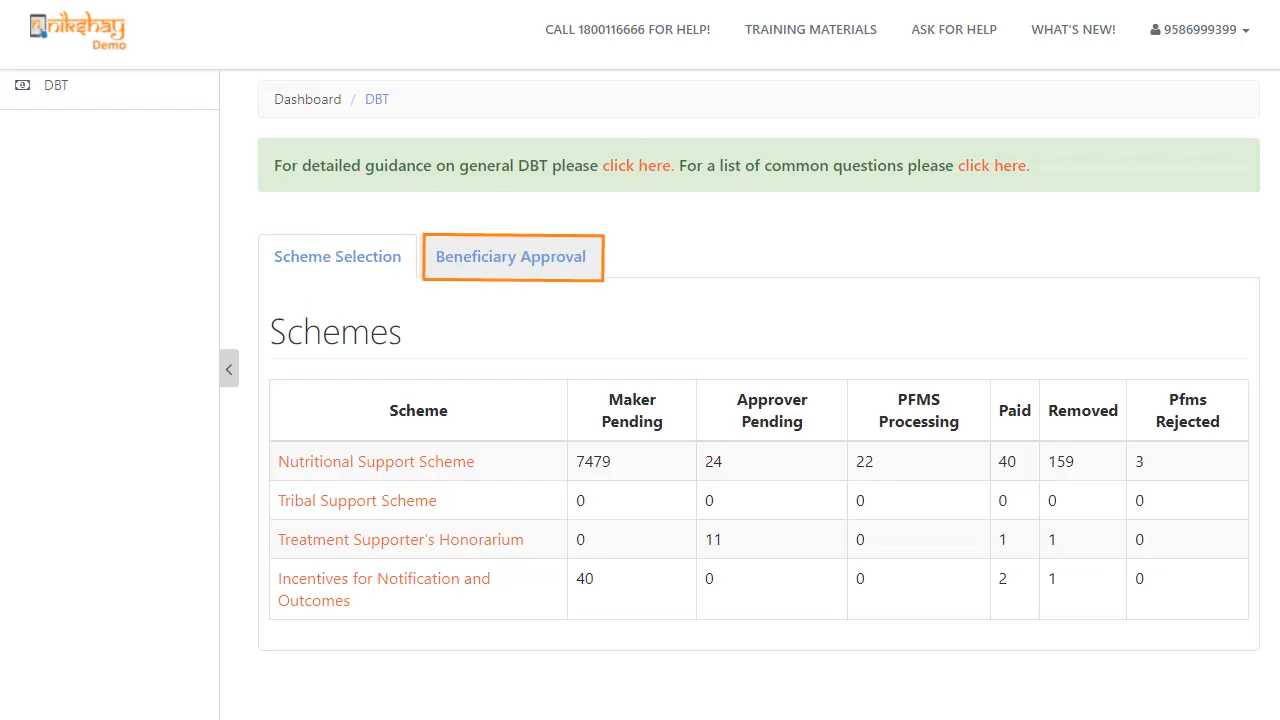 nikshay
Demo
CALL 1800116666 FOR HELP! TRAINING MATERIALS ASK FOR HELP WHAT'S NEW! 9586999399
DBT
Dashboard / DBT
For detailed guidance on general DBT please click here. For a list of common questions please click here.
Scheme Selection Beneficiary Approval
Schemes
Scheme Maker Pending Approver Pending PFMS Processing Paid Removed Pfms Rejected
Nutritional Support Scheme 7479 24 22 40 159 3
Tribal Support Scheme 0 0 0 0 0 0
Treatment Supporter's Honorarium 0 11 0 1 1 0
Incentives for Notification and Outcomes 40 0 0 2 1 0